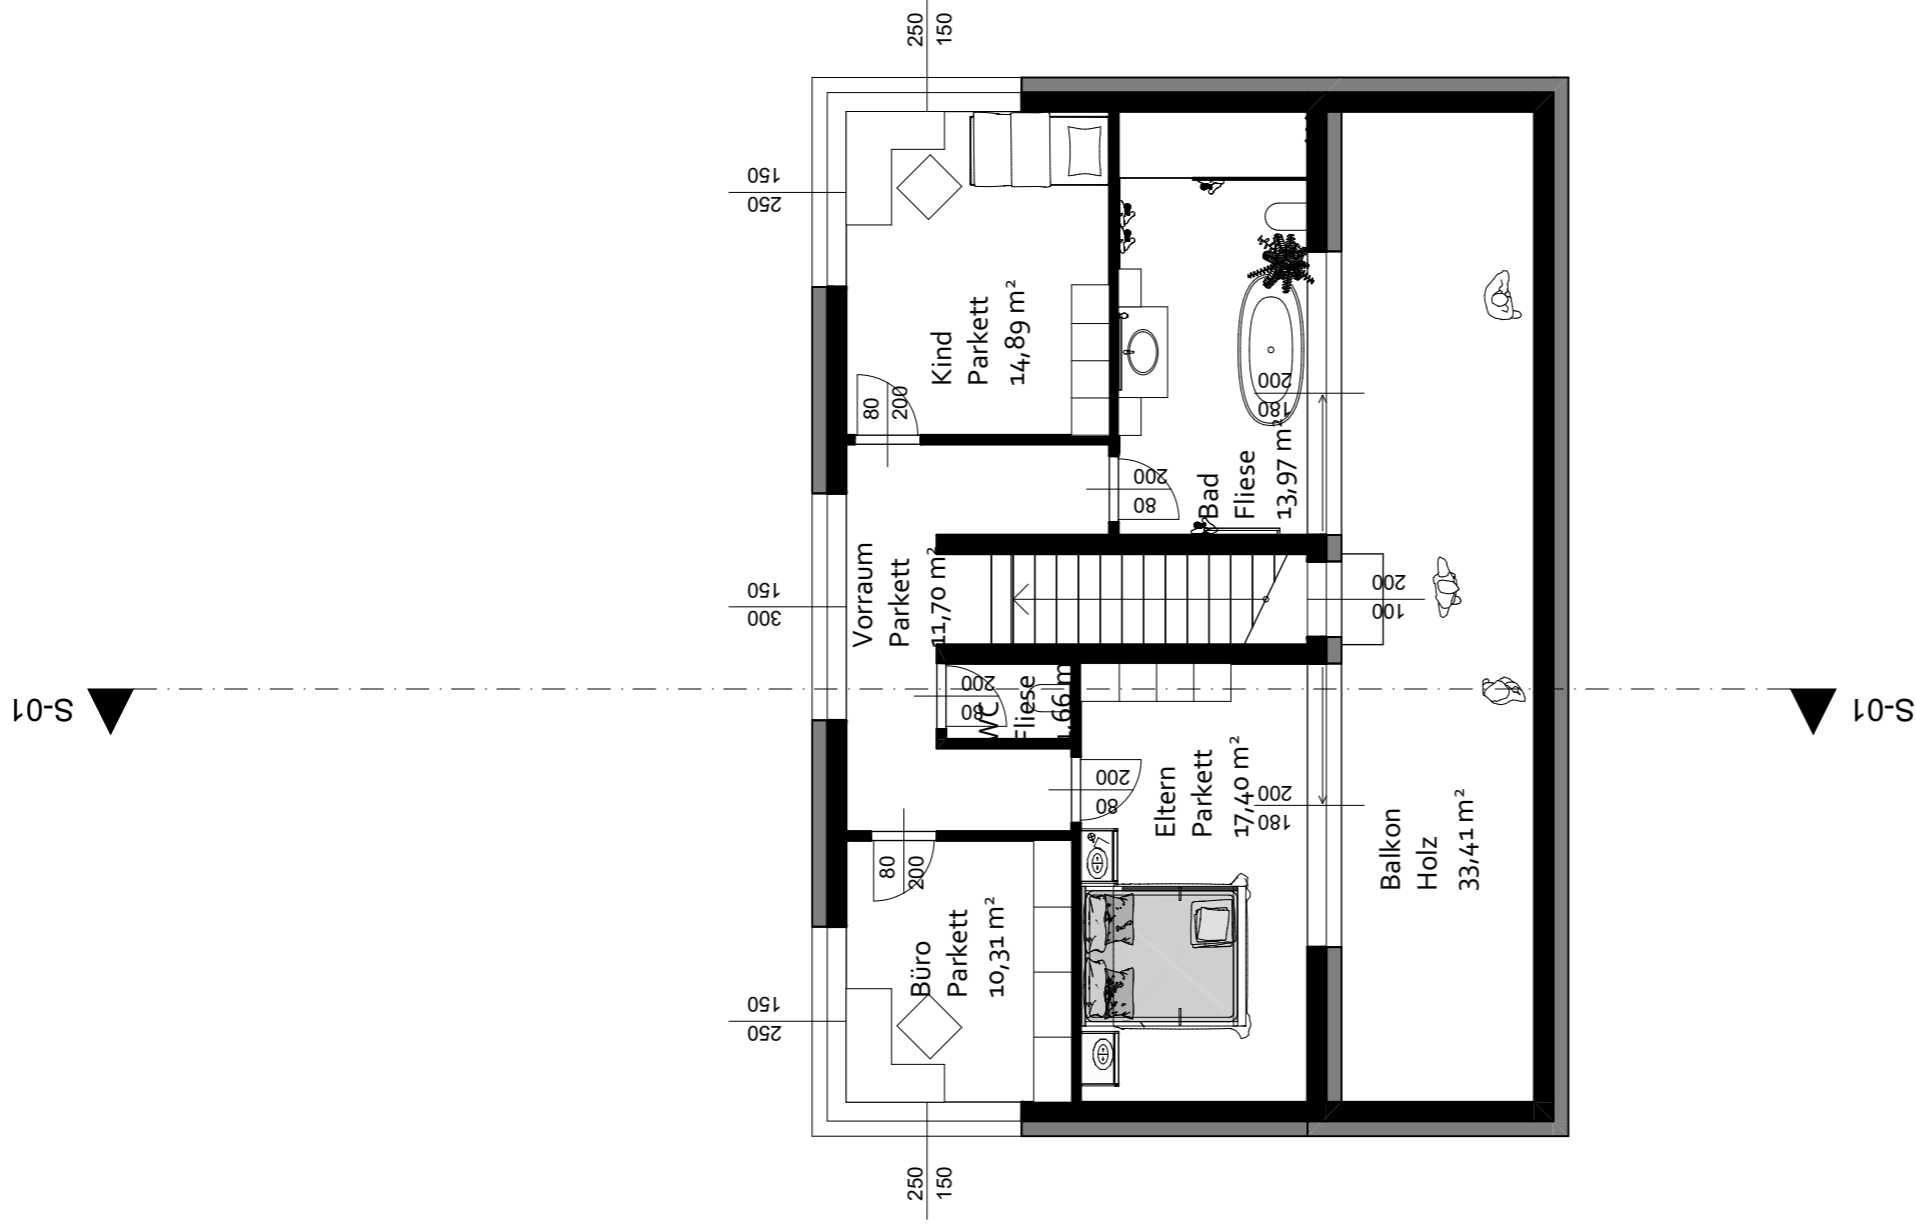 250
150
150
250
Kind
Parkett
14,89 m²
80
200
200
180
Bad
Fliese
13,97 m²
200
80
Vorraum
Parkett
11,70 m²
150
300
200
100
S-01
S-01
WC
Fliese
1,66 m
200
80
200
80
Eltern
Parkett
17,40 m²
200
180
Balkon
Holz
33,41 m²
80
200
Büro
Parkett
10,31 m²
150
250
250
150